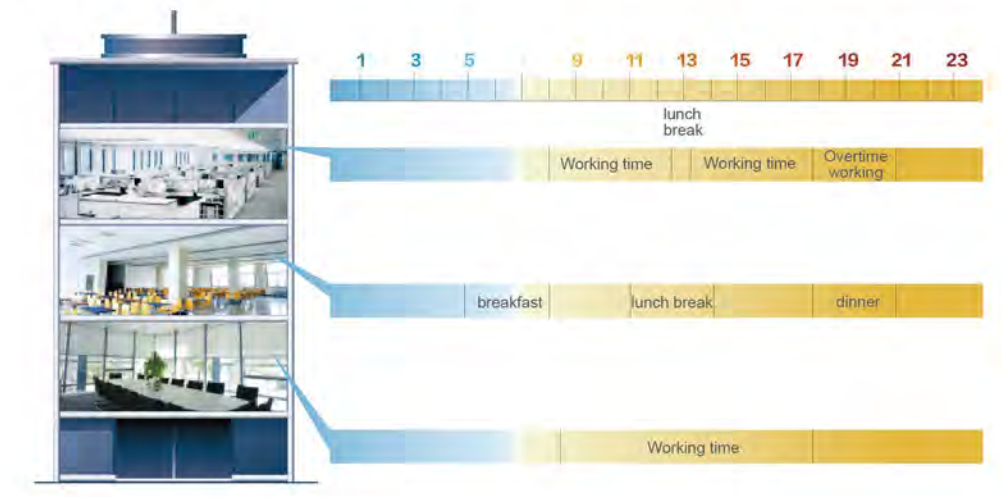 1 3 5 9 11 13 15 17 19 21 23
lunch
break
Working time Working time Overtime
working
breakfast lunch break dinner
Working time